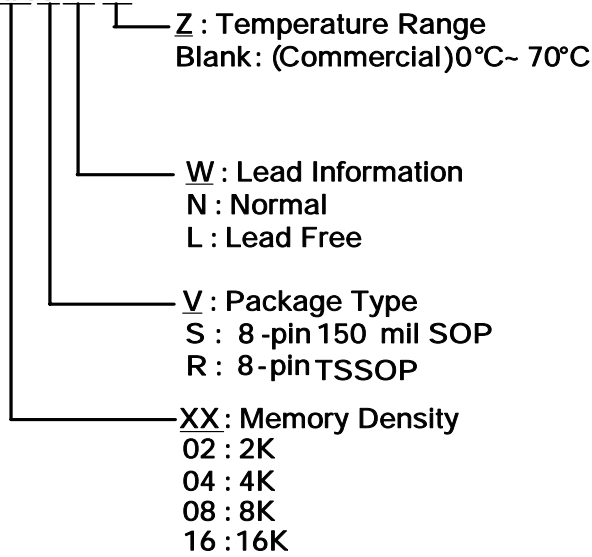 Z : Temperature Range
Blank : (Commercial)0°C~ 70°C
W : Lead Information
N : Normal
L : Lead Free
V : Package Type
S : 8-pin 150 mil SOP
R : 8-pin TSSOP
XX : Memory Density
02 : 2K
04 : 4K
08 : 8K
16 : 16K